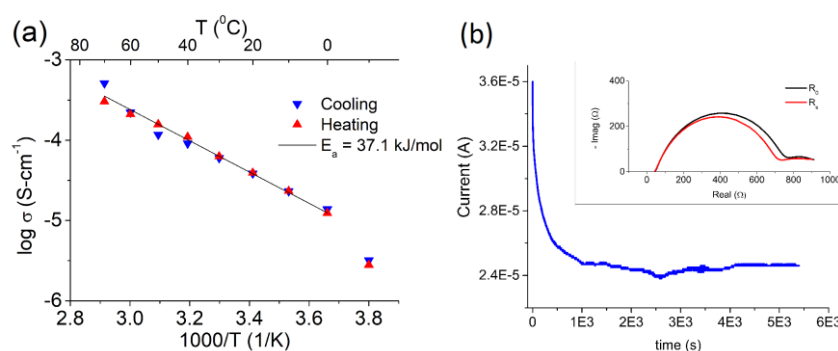 (a)
T (⁰C)
80 60 40 20 0
-3
-4
-5
-6
log σ (S-cm⁻¹)
Cooling
Heating
Eₐ = 37.1 kJ/mol
2.8 3.0 3.2 3.4 3.6 3.8
1000/T (1/K)
(b)
3.6E-5
3.2E-5
2.8E-5
2.4E-5
Current (A)
0 1E3 2E3 3E3 4E3 5E3 6E3
time (s)
400
200
0
- Imag (Ω)
R₀
Rₛ
0 200 400 600 800 1000
Real (Ω)